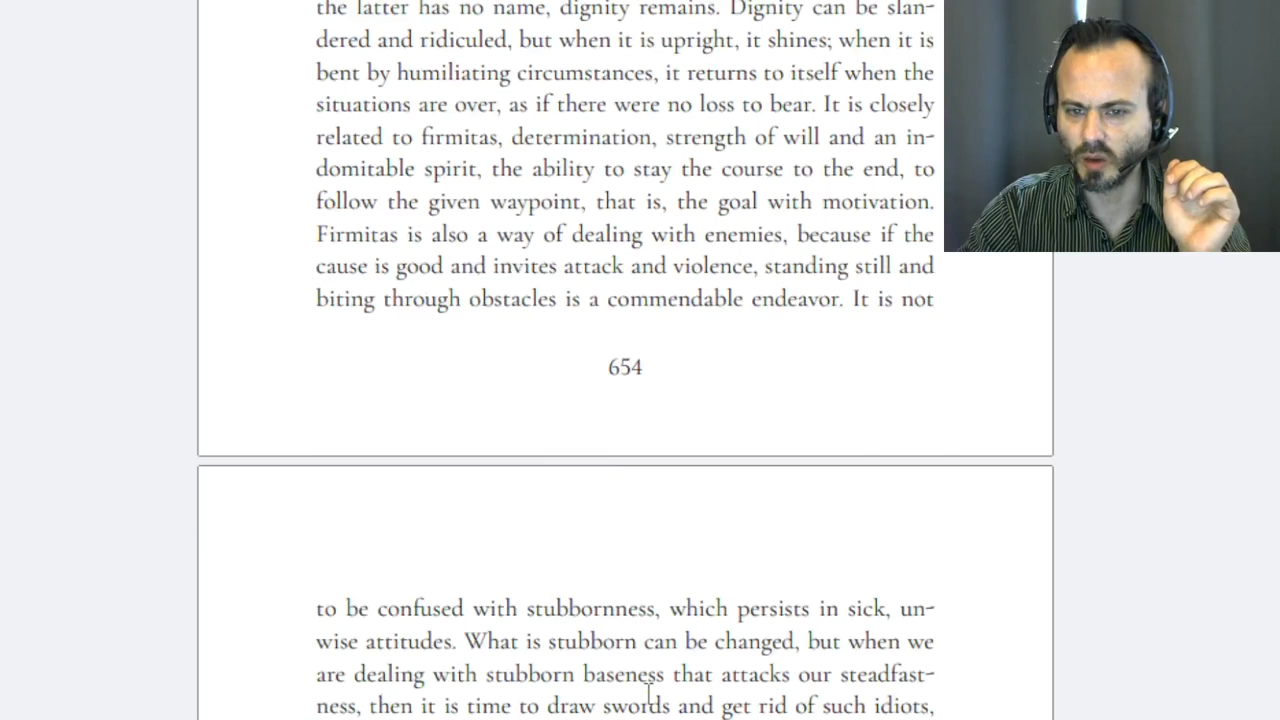 the latter has no name, dignity remains. Dignity can be slan-
dered and ridiculed, but when it is upright, it shines; when it is
bent by humiliating circumstances, it returns to itself when the
situations are over, as if there were no loss to bear. It is closely
related to firmitas, determination, strength of will and an in-
domitable spirit, the ability to stay the course to the end, to
follow the given waypoint, that is, the goal with motivation.
Firmitas is also a way of dealing with enemies, because if the
cause is good and invites attack and violence, standing still and
biting through obstacles is a commendable endeavor. It is not
654
to be confused with stubbornness, which persists in sick, un-
wise attitudes. What is stubborn can be changed, but when we
are dealing with stubborn baseness that attacks our steadfast-
ness, then it is time to draw swords and get rid of such idiots,